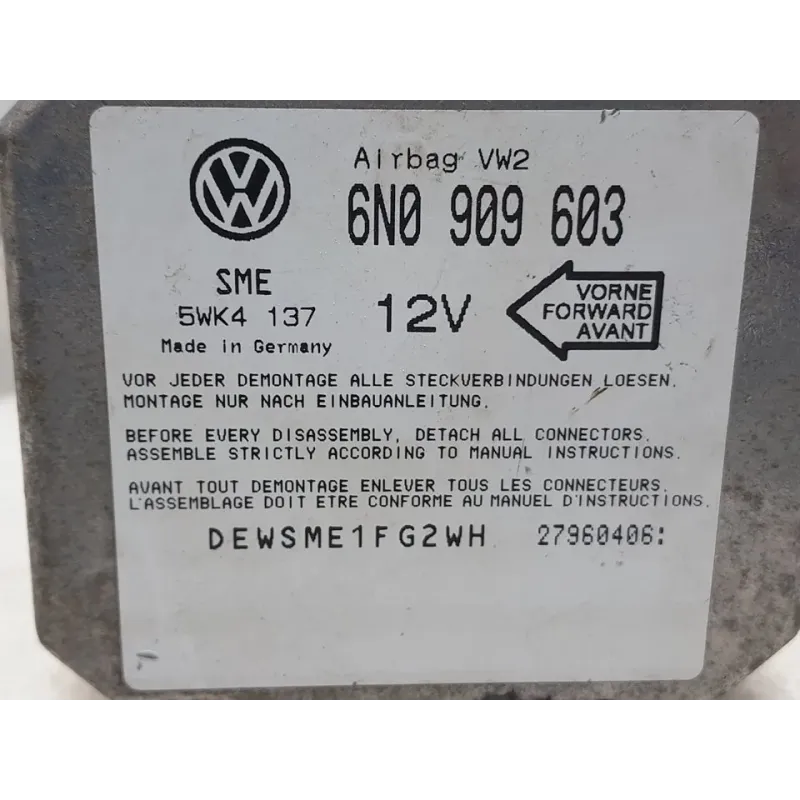 Airbag VW2
6N0 909 603
SME
5WK4 137
Made in Germany
12V
VORNE
FORWARD
AVANT
VOR JEDER DEMONTAGE ALLE STECKVERBINDUNGEN LOESEN.
MONTAGE NUR NACH EINBAUANLEITUNG.
BEFORE EVERY DISASSEMBLY, DETACH ALL CONNECTORS.
ASSEMBLE STRICTLY ACCORDING TO MANUAL INSTRUCTIONS.
AVANT TOUT DEMONTAGE ENLEVER TOUS LES CONNECTEURS.
L'ASSEMBLAGE DOIT ETRE CONFORME AU MANUEL D'INSTRUCTIONS.
DEWSME1FG2WH 27960406: